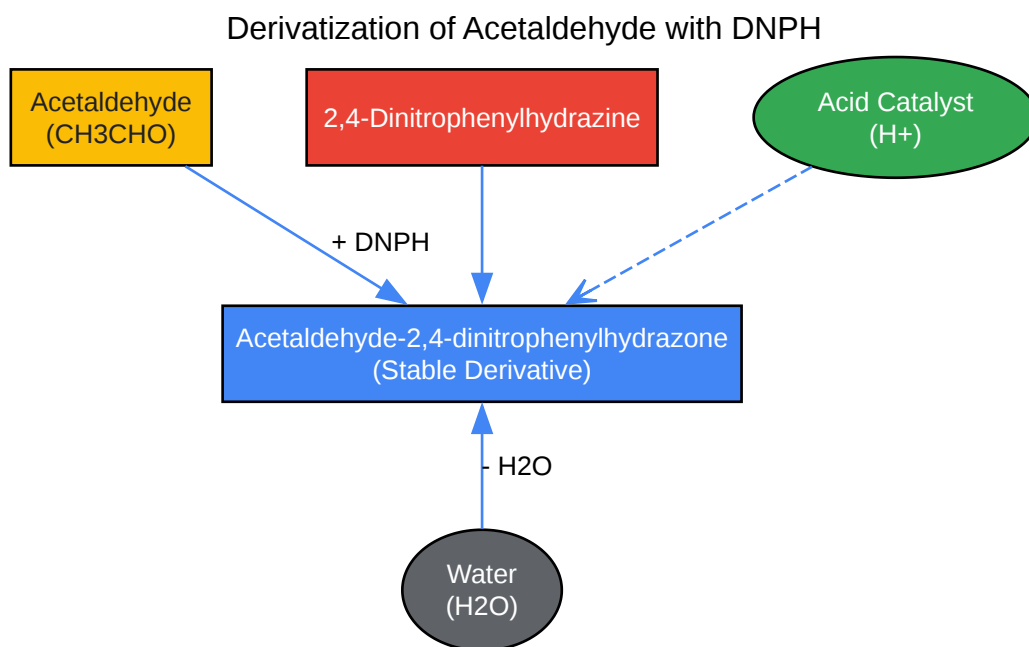 Derivatization of Acetaldehyde with DNPH
Acetaldehyde
(CH3CHO)
2,4-Dinitrophenylhydrazine
Acid Catalyst
(H+)
+ DNPH
Acetaldehyde-2,4-dinitrophenylhydrazone
(Stable Derivative)
- H2O
Water
(H2O)